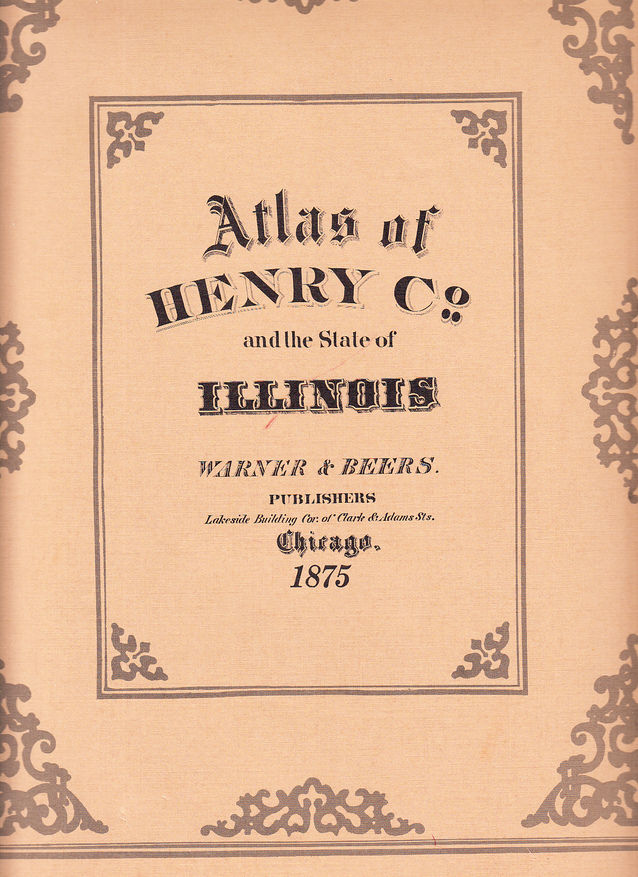 Atlas of
HENRY Co.
and the State of
ILLINOIS
WARNER & BEERS.
PUBLISHERS
Lakeside Building Cor. of Clark & Adams Sts.
Chicago.
1875